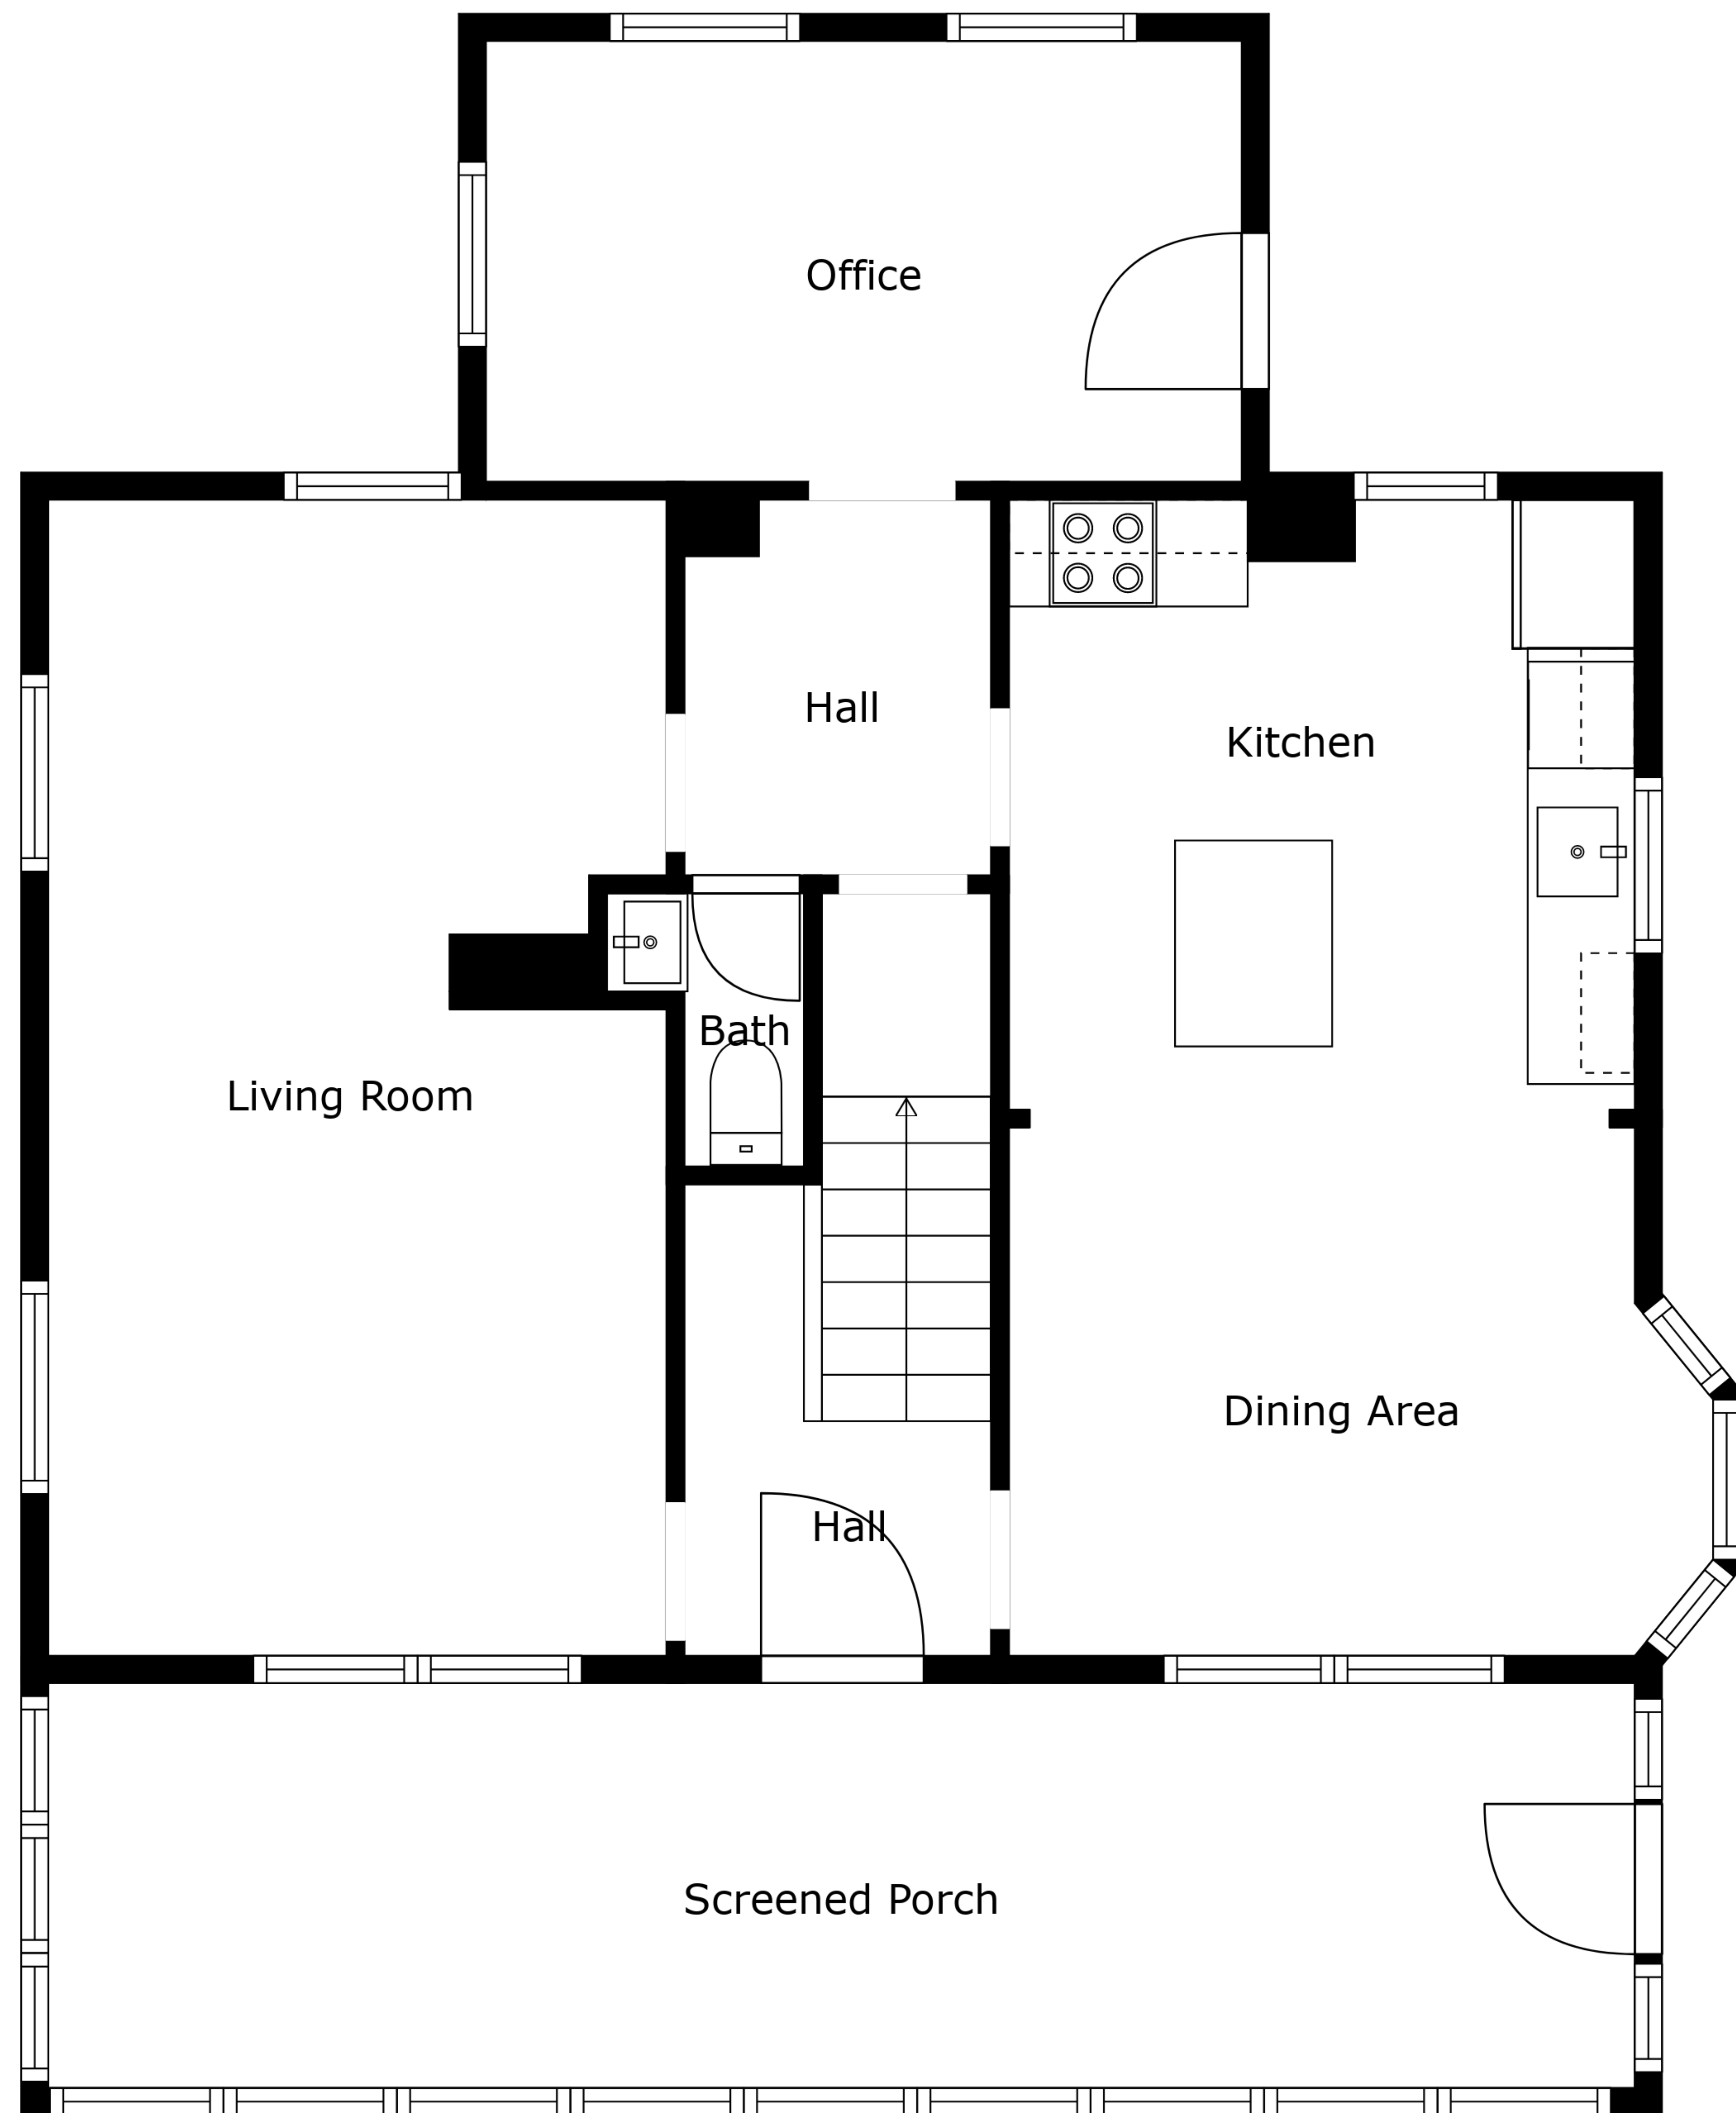 Office
Hall
Kitchen
Bath
Living Room
Dining Area
Hall
Screened Porch